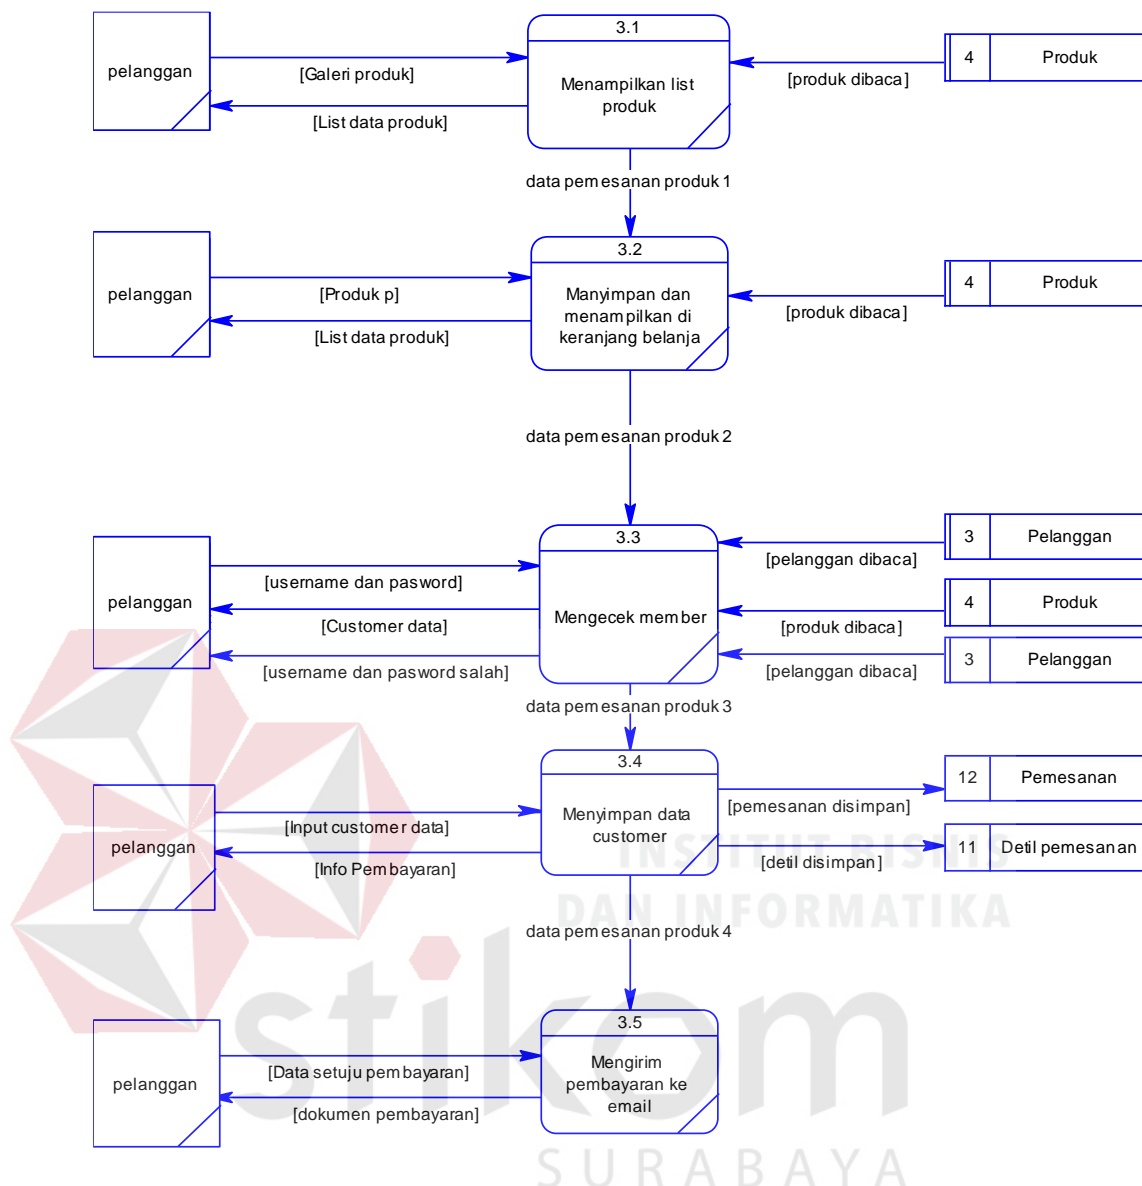 3.1
pelanggan
[Galeri produk]
Menampilkan list
produk
[List data produk]
[produk dibaca]
4
Produk
data pemesanan produk 1
3.2
pelanggan
[Produk p]
Manyimpan dan
menampilkan di
keranjang belanja
[List data produk]
[produk dibaca]
4
Produk
data pemesanan produk 2
3.3
pelanggan
[username dan pasword]
Mengecek member
[Customer data]
[username dan pasword salah]
[pelanggan dibaca]
3
Pelanggan
[produk dibaca]
4
Produk
[pelanggan dibaca]
3
Pelanggan
data pemesanan produk 3
3.4
pelanggan
[Input customer data]
Menyimpan data
customer
[Info Pembayaran]
[pemesanan disimpan]
12
Pemesanan
[detil disimpan]
11
Detil pemesanan
INSTITUT BISNIS
DAN INFORMATIKA
data pemesanan produk 4
stikom
3.5
pelanggan
[Data setuju pembayaran]
Mengirim
pembayaran ke
email
[dokumen pembayaran]
SURABAYA